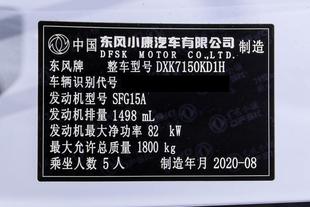 中国 东风小康汽车有限公司 制造
DFSK MOTOR CO.,LTD.
东风牌 整车型号 DXK7150KD1H
车辆识别代号
发动机型号 SFG15A
发动机排量 1498 mL
发动机最大净功率 82 kW
最大允许总质量 1800 kg
乘坐人数 5 人 制造年月 2020-08